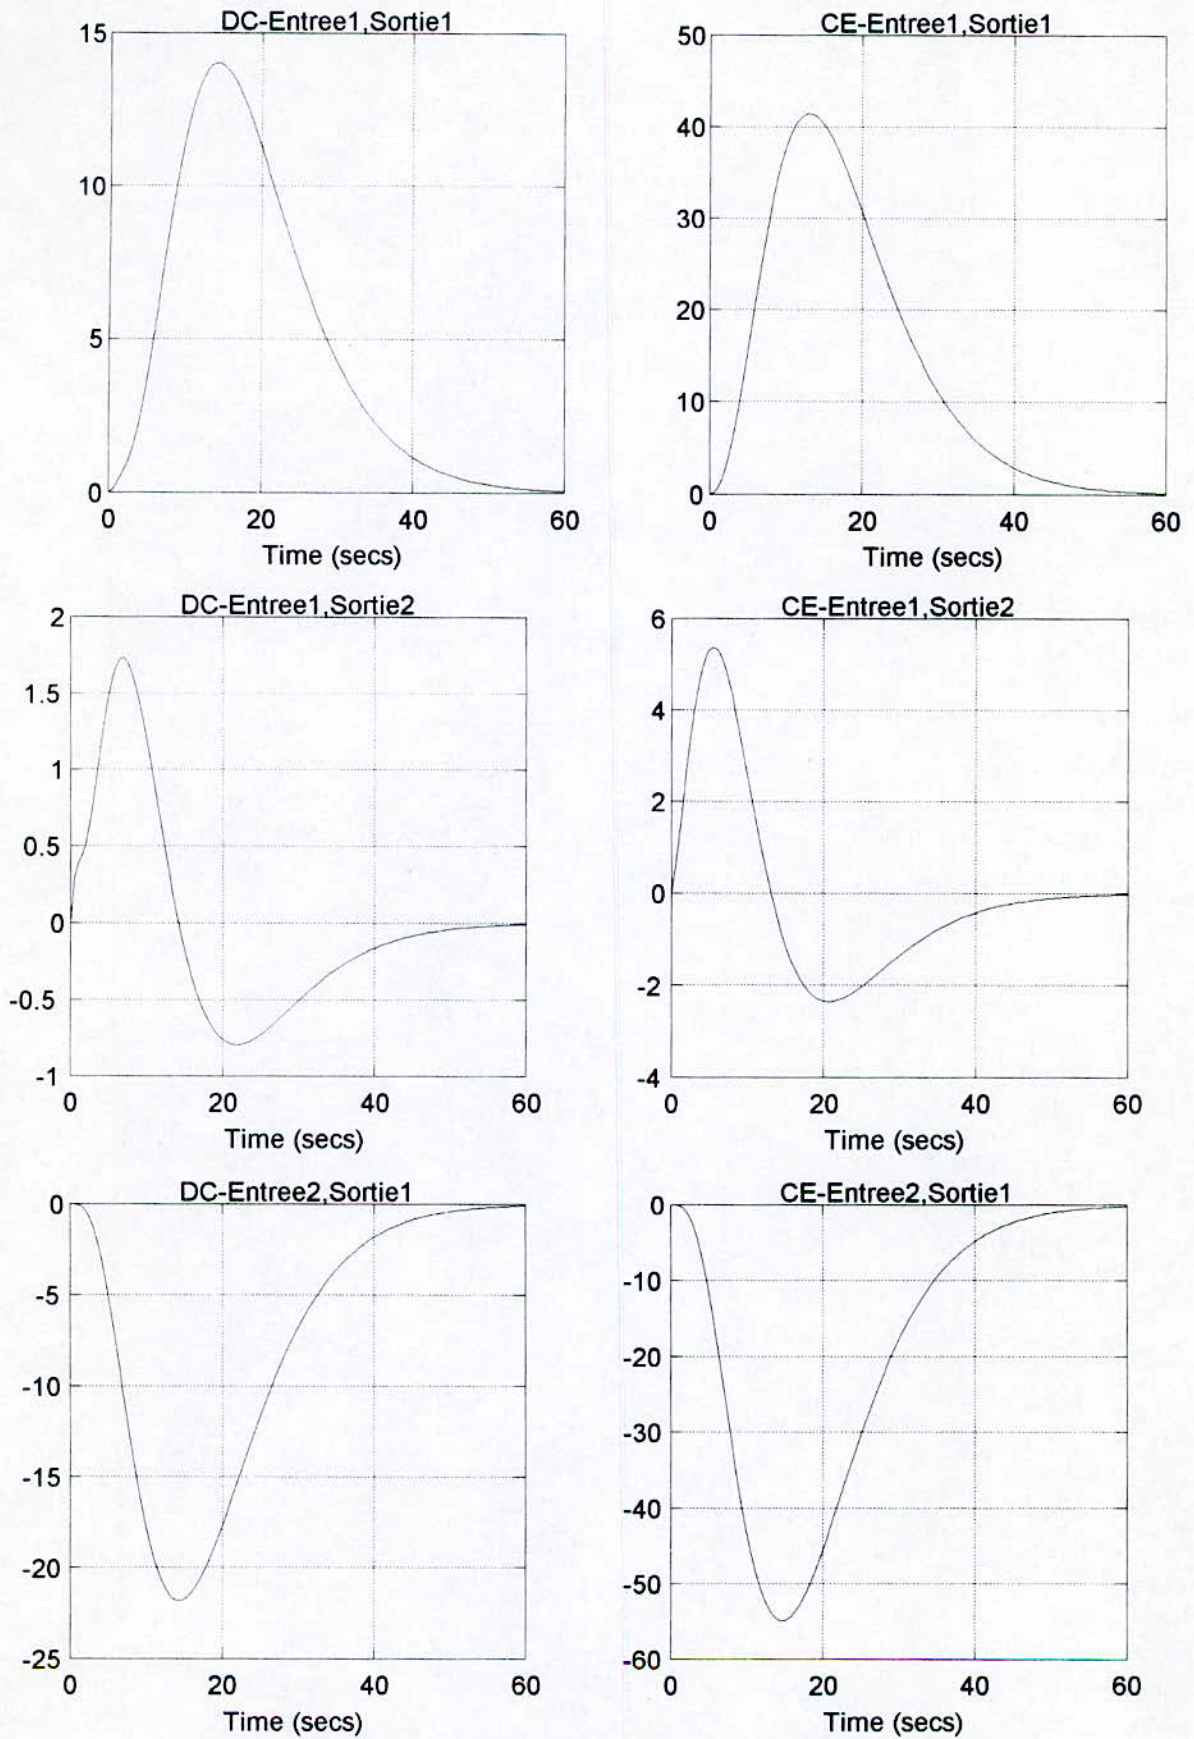 DC-Entree1,Sortie1
15
10
5
0
0 20 40 60
Time (secs)
CE-Entree1,Sortie1
50
40
30
20
10
0
0 20 40 60
Time (secs)
DC-Entree1,Sortie2
2
1.5
1
0.5
0
-0.5
-1
0 20 40 60
Time (secs)
CE-Entree1,Sortie2
6
4
2
0
-2
-4
0 20 40 60
Time (secs)
DC-Entree2,Sortie1
0
-5
-10
-15
-20
-25
0 20 40 60
Time (secs)
CE-Entree2,Sortie1
0
-10
-20
-30
-40
-50
-60
0 20 40 60
Time (secs)